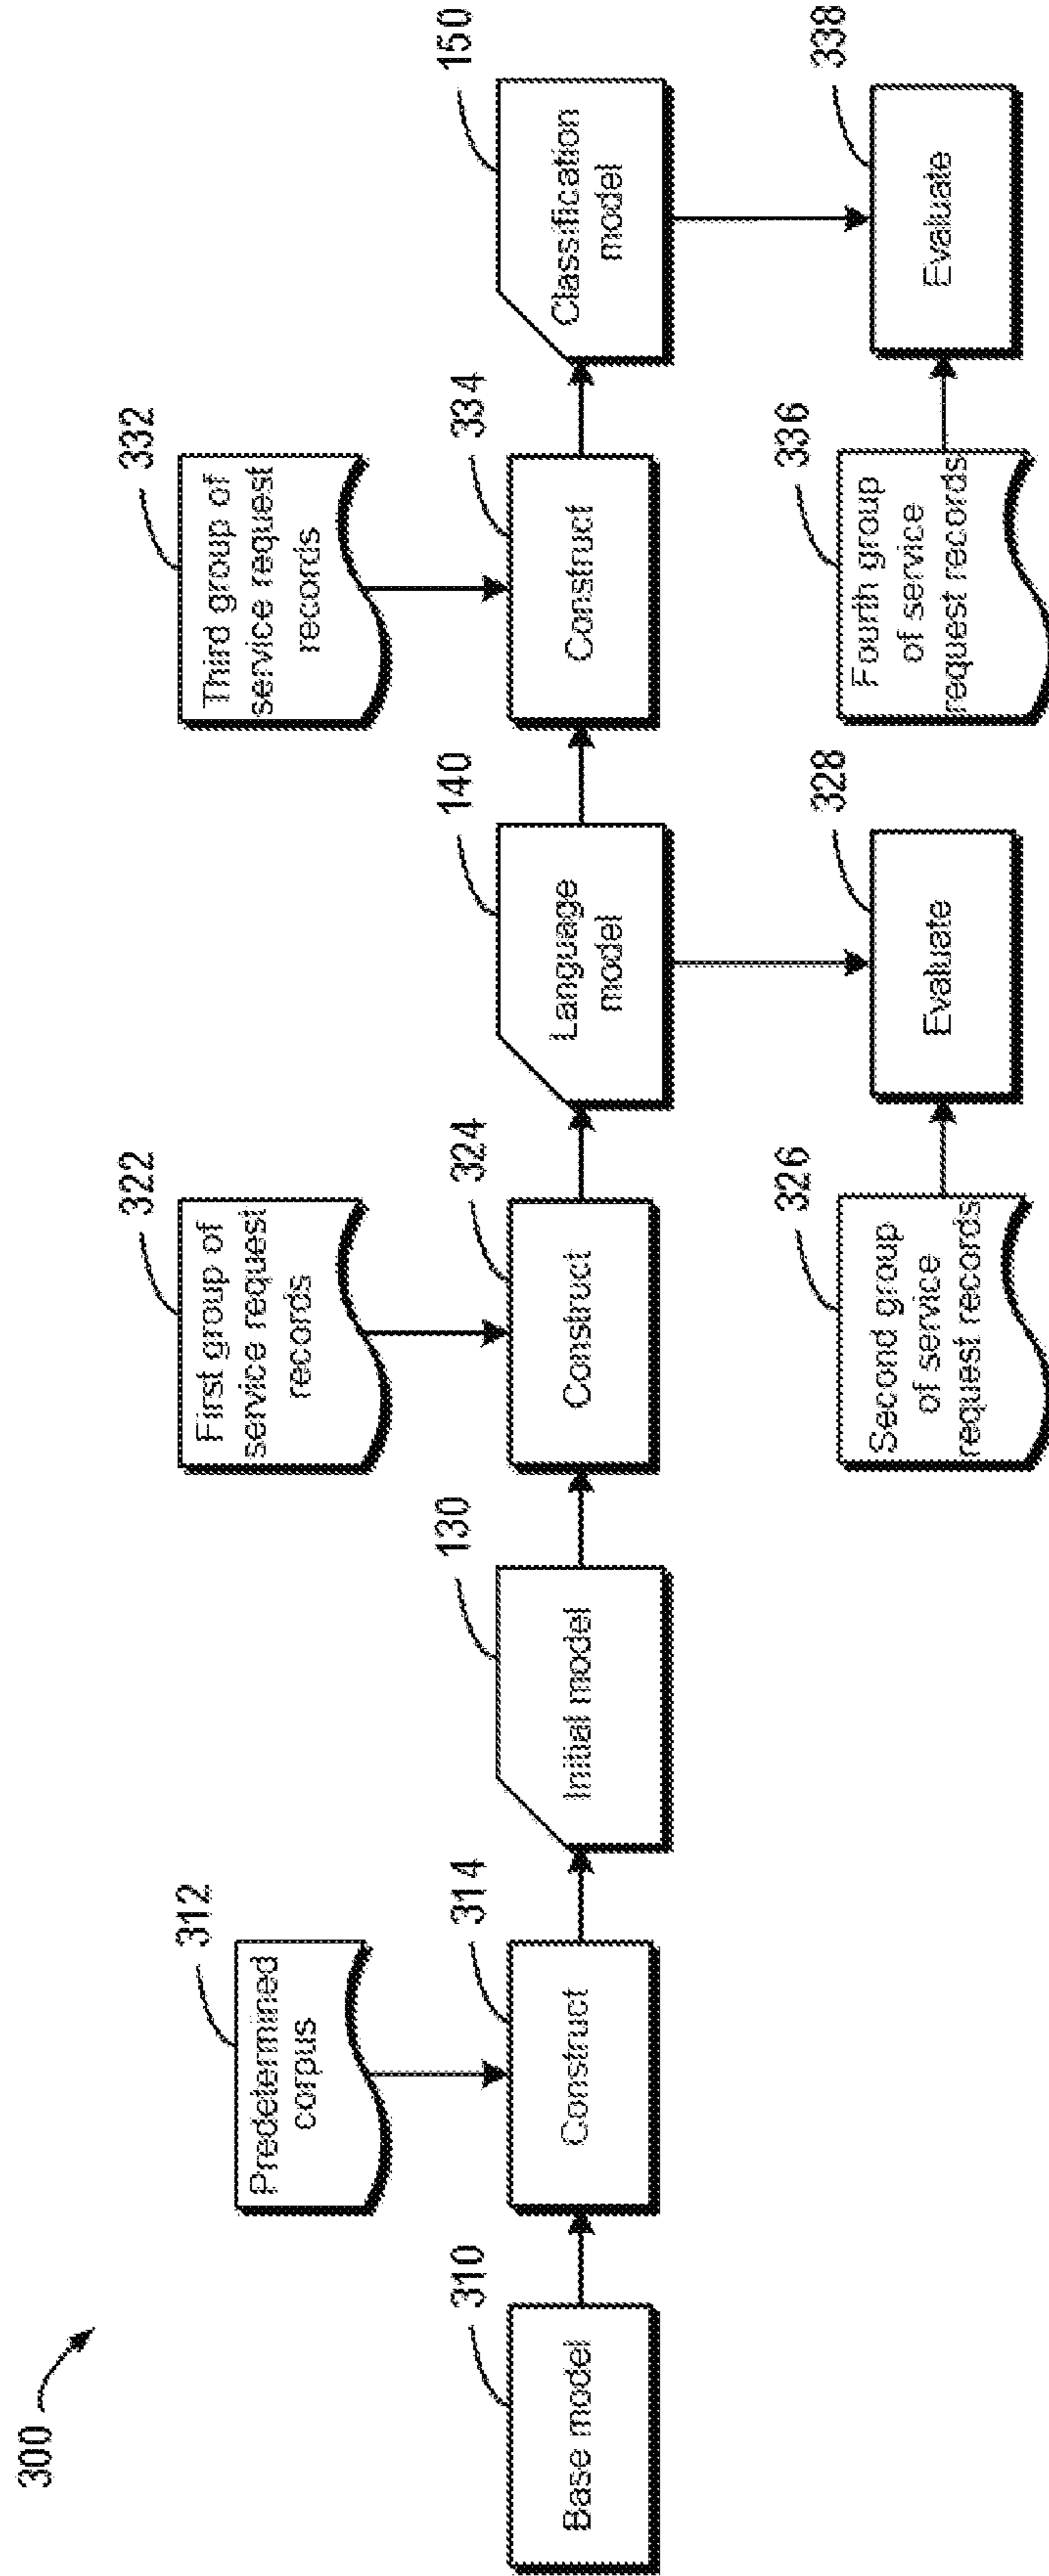 300
312
Predetermined
corpus
322
First group of
service request
records
332
Third group of
service request
records
310
Base model
314
Construct
130
Initial model
324
Construct
140
Language
model
334
Construct
150
Classification
model
326
Second group
of service
request records
328
Evaluate
336
Fourth group
of service
request records
338
Evaluate